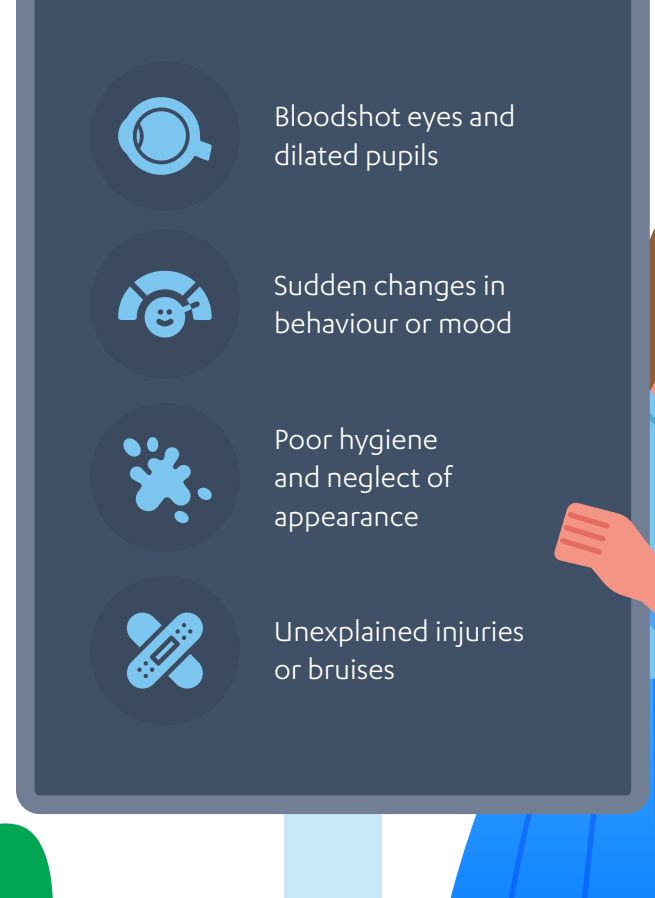 Bloodshot eyes and
dilated pupils
Sudden changes in
behaviour or mood
Poor hygiene
and neglect of
appearance
Unexplained injuries
or bruises